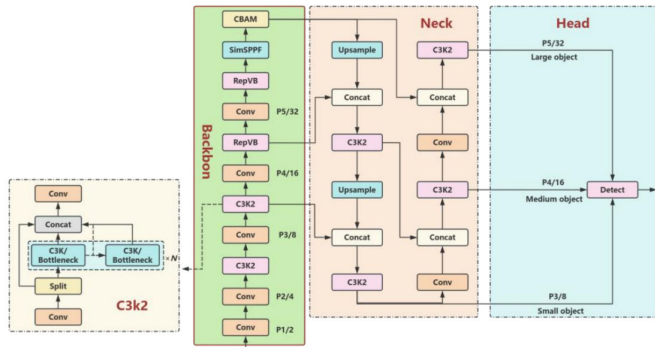 CBAM
SimSPPF
RepVB
Conv
P5/32
RepVB
Conv
P4/16
C3K2
Conv
P3/8
C3K2
Conv
P2/4
Conv
P1/2
Backbon
Neck
Upsample
Concat
C3K2
Upsample
Concat
C3K2
C3K2
Concat
Conv
C3K2
Concat
Conv
Head
P5/32
Large object
P4/16
Medium object
Detect
P3/8
Small object
Conv
Concat
C3K/
Bottleneck
C3K/
Bottleneck
× N
Split
Conv
C3k2